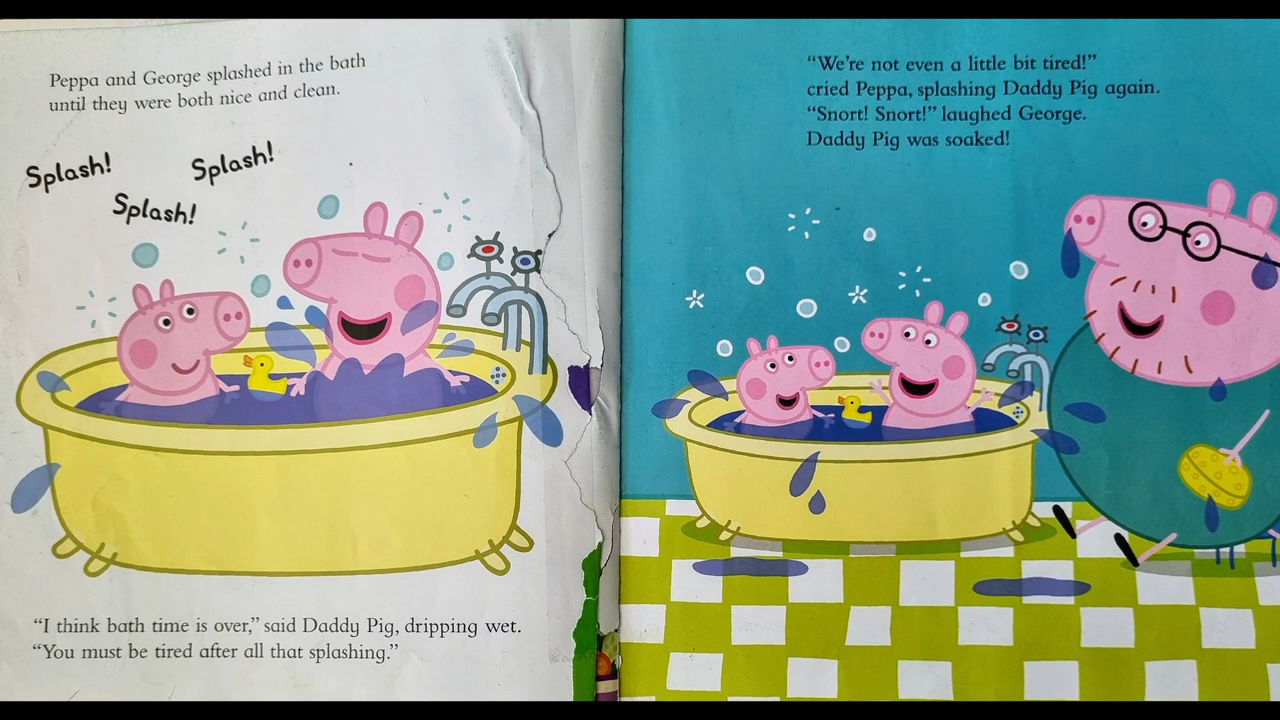 Peppa and George splashed in the bath
until they were both nice and clean.
Splash!
Splash!
Splash!
“I think bath time is over,” said Daddy Pig, dripping wet.
“You must be tired after all that splashing.”
“We’re not even a little bit tired!”
cried Peppa, splashing Daddy Pig again.
“Snort! Snort!” laughed George.
Daddy Pig was soaked!